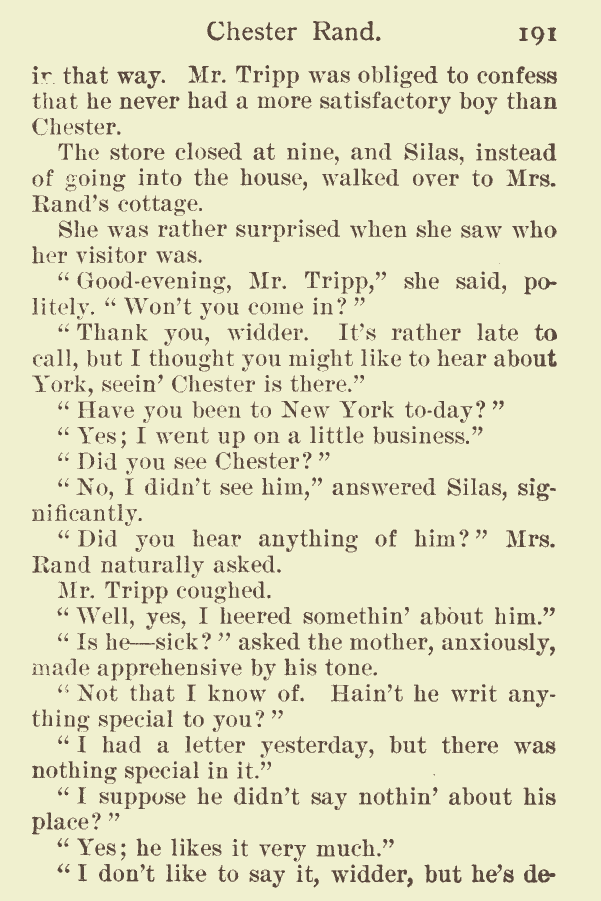 Chester Rand. 191
in that way. Mr. Tripp was obliged to confess
that he never had a more satisfactory boy than
Chester.
The store closed at nine, and Silas, instead
of going into the house, walked over to Mrs.
Rand's cottage.
She was rather surprised when she saw who
her visitor was.
“ Good-evening, Mr. Tripp,” she said, po-
litely. “ Won't you come in? ”
“ Thank you, widder. It's rather late to
call, but I thought you might like to hear about
York, seein' Chester is there.”
“ Have you been to New York to-day? ”
“ Yes; I went up on a little business.”
“ Did you see Chester? ”
“ No, I didn't see him,” answered Silas, sig-
nificantly.
“ Did you hear anything of him? ” Mrs.
Rand naturally asked.
Mr. Tripp coughed.
“ Well, yes, I heered somethin' about him.”
“ Is he—sick? ” asked the mother, anxiously,
made apprehensive by his tone.
“ Not that I know of. Hain't he writ any-
thing special to you? ”
“ I had a letter yesterday, but there was
nothing special in it.”
“ I suppose he didn't say nothin' about his
place? ”
“ Yes; he likes it very much.”
“ I don't like to say it, widder, but he's de-